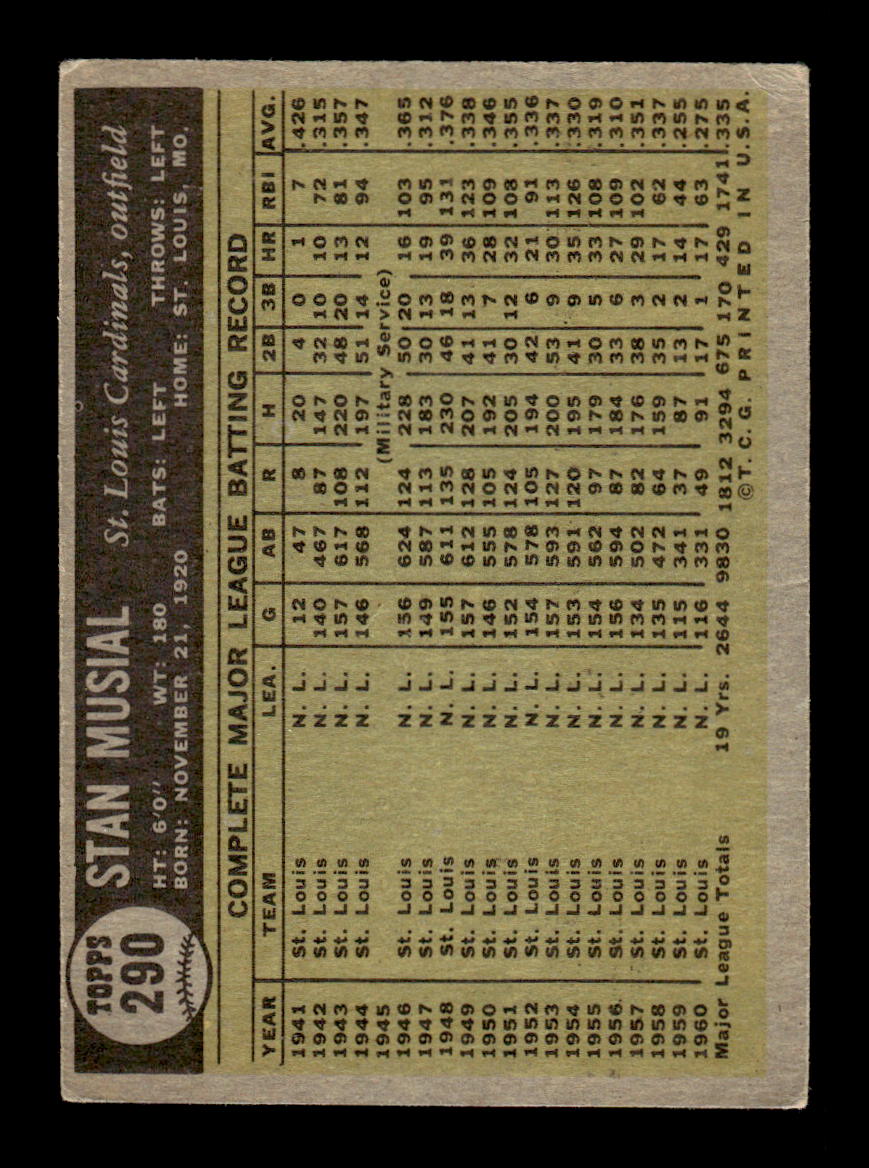 TOPPS
290
STAN MUSIAL St. Louis Cardinals, outfield
HT: 6'0" WT: 180 BATS: LEFT THROWS: LEFT
BORN: NOVEMBER 21, 1920 HOME: ST. LOUIS, MO.
COMPLETE MAJOR LEAGUE BATTING RECORD
YEAR TEAM LEA. G AB R H 2B 3B HR RBI AVG.
1941 St. Louis N. L. 12 47 8 20 4 0 1 7 .426
1942 St. Louis N. L. 140 467 87 147 32 10 10 72 .315
1943 St. Louis N. L. 157 617 108 220 48 20 13 81 .357
1944 St. Louis N. L. 146 568 112 197 51 14 12 94 .347
1945 (Military Service)
1946 St. Louis N. L. 156 624 124 228 50 20 16 103 .365
1947 St. Louis N. L. 149 587 113 183 30 13 19 95 .312
1948 St. Louis N. L. 155 611 135 230 46 18 39 131 .376
1949 St. Louis N. L. 157 612 128 207 41 13 36 123 .338
1950 St. Louis N. L. 146 555 105 192 41 7 28 109 .346
1951 St. Louis N. L. 152 578 124 205 30 12 32 108 .355
1952 St. Louis N. L. 154 578 105 194 42 6 21 91 .336
1953 St. Louis N. L. 157 593 127 200 53 9 30 113 .337
1954 St. Louis N. L. 153 591 120 195 41 9 35 126 .330
1955 St. Louis N. L. 154 562 97 179 30 5 33 108 .319
1956 St. Louis N. L. 156 594 87 184 33 6 27 109 .310
1957 St. Louis N. L. 134 502 82 176 38 3 29 102 .351
1958 St. Louis N. L. 135 472 64 159 35 2 17 62 .337
1959 St. Louis N. L. 115 341 37 87 13 2 14 44 .255
1960 St. Louis N. L. 116 331 49 91 17 1 17 63 .275
Major League Totals 19 Yrs. 2644 9830 1812 3294 675 170 429 1741 .335
©T. C. G. PRINTED IN U.S.A.